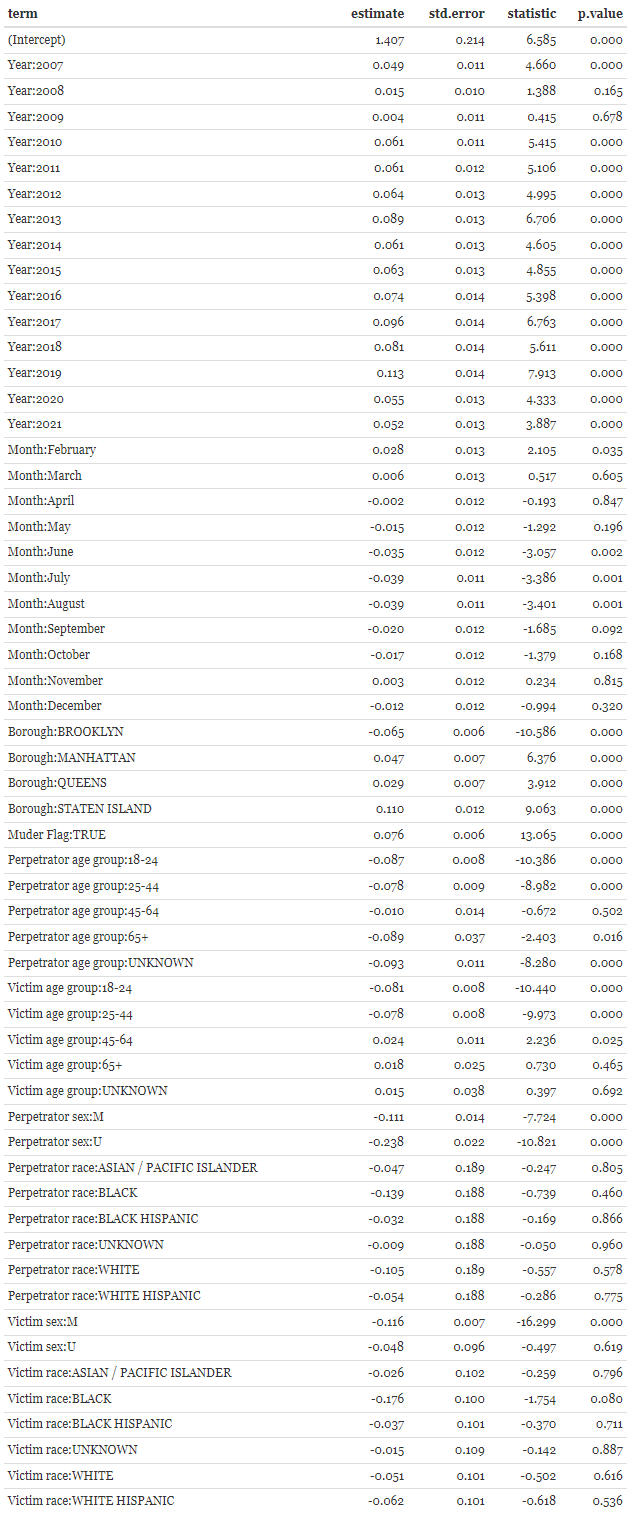 term estimate std.error statistic p.value
(Intercept) 1.407 0.214 6.585 0.000
Year:2007 0.049 0.011 4.660 0.000
Year:2008 0.015 0.010 1.388 0.165
Year:2009 0.004 0.011 0.415 0.678
Year:2010 0.061 0.011 5.415 0.000
Year:2011 0.061 0.012 5.106 0.000
Year:2012 0.064 0.013 4.995 0.000
Year:2013 0.089 0.013 6.706 0.000
Year:2014 0.061 0.013 4.605 0.000
Year:2015 0.063 0.013 4.855 0.000
Year:2016 0.074 0.014 5.398 0.000
Year:2017 0.096 0.014 6.763 0.000
Year:2018 0.081 0.014 5.611 0.000
Year:2019 0.113 0.014 7.913 0.000
Year:2020 0.055 0.013 4.333 0.000
Year:2021 0.052 0.013 3.887 0.000
Month:February 0.028 0.013 2.105 0.035
Month:March 0.006 0.013 0.517 0.605
Month:April -0.002 0.012 -0.193 0.847
Month:May -0.015 0.012 -1.292 0.196
Month:June -0.035 0.012 -3.057 0.002
Month:July -0.039 0.011 -3.386 0.001
Month:August -0.039 0.011 -3.401 0.001
Month:September -0.020 0.012 -1.685 0.092
Month:October -0.017 0.012 -1.379 0.168
Month:November 0.003 0.012 0.234 0.815
Month:December -0.012 0.012 -0.994 0.320
Borough:BROOKLYN -0.065 0.006 -10.586 0.000
Borough:MANHATTAN 0.047 0.007 6.376 0.000
Borough:QUEENS 0.029 0.007 3.912 0.000
Borough:STATEN ISLAND 0.110 0.012 9.063 0.000
Muder Flag:TRUE 0.076 0.006 13.065 0.000
Perpetrator age group:18-24 -0.087 0.008 -10.386 0.000
Perpetrator age group:25-44 -0.078 0.009 -8.982 0.000
Perpetrator age group:45-64 -0.010 0.014 -0.672 0.502
Perpetrator age group:65+ -0.089 0.037 -2.403 0.016
Perpetrator age group:UNKNOWN -0.093 0.011 -8.280 0.000
Victim age group:18-24 -0.081 0.008 -10.440 0.000
Victim age group:25-44 -0.078 0.008 -9.973 0.000
Victim age group:45-64 0.024 0.011 2.236 0.025
Victim age group:65+ 0.018 0.025 0.730 0.465
Victim age group:UNKNOWN 0.015 0.038 0.397 0.692
Perpetrator sex:M -0.111 0.014 -7.724 0.000
Perpetrator sex:U -0.238 0.022 -10.821 0.000
Perpetrator race:ASIAN / PACIFIC ISLANDER -0.047 0.189 -0.247 0.805
Perpetrator race:BLACK -0.139 0.188 -0.739 0.460
Perpetrator race:BLACK HISPANIC -0.032 0.188 -0.169 0.866
Perpetrator race:UNKNOWN -0.009 0.188 -0.050 0.960
Perpetrator race:WHITE -0.105 0.189 -0.557 0.578
Perpetrator race:WHITE HISPANIC -0.054 0.188 -0.286 0.775
Victim sex:M -0.116 0.007 -16.299 0.000
Victim sex:U -0.048 0.096 -0.497 0.619
Victim race:ASIAN / PACIFIC ISLANDER -0.026 0.102 -0.259 0.796
Victim race:BLACK -0.176 0.100 -1.754 0.080
Victim race:BLACK HISPANIC -0.037 0.101 -0.370 0.711
Victim race:UNKNOWN -0.015 0.109 -0.142 0.887
Victim race:WHITE -0.051 0.101 -0.502 0.616
Victim race:WHITE HISPANIC -0.062 0.101 -0.618 0.536